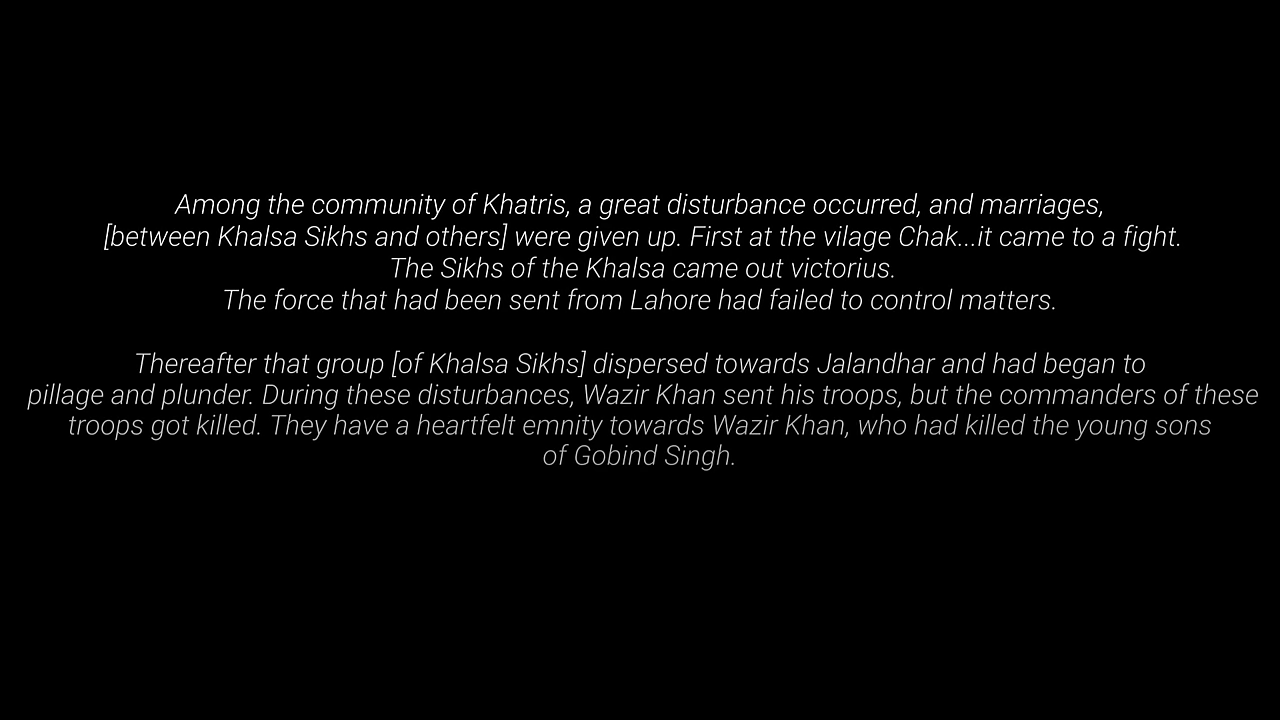 Among the community of Khatris, a great disturbance occurred, and marriages,
[between Khalsa Sikhs and others] were given up. First at the vilage Chak...it came to a fight.
The Sikhs of the Khalsa came out victorius.
The force that had been sent from Lahore had failed to control matters.
Thereafter that group [of Khalsa Sikhs] dispersed towards Jalandhar and had began to
pillage and plunder. During these disturbances, Wazir Khan sent his troops, but the commanders of these
troops got killed. They have a heartfelt emnity towards Wazir Khan, who had killed the young sons
of Gobind Singh.